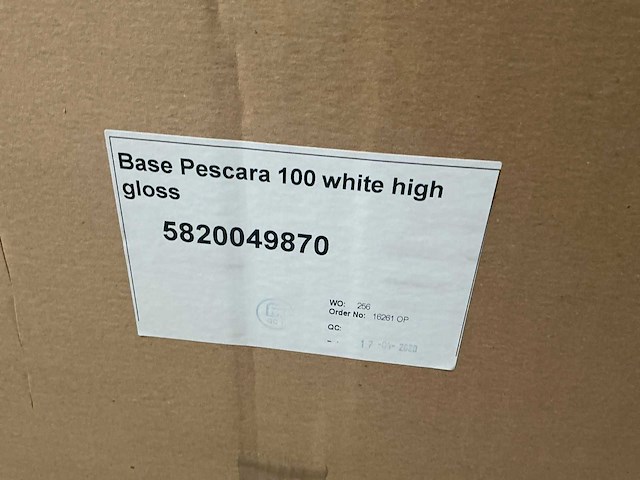 Base Pescara 100 white high
gloss
5820049870
WO: 256
Order No: 16261 OP
QC: